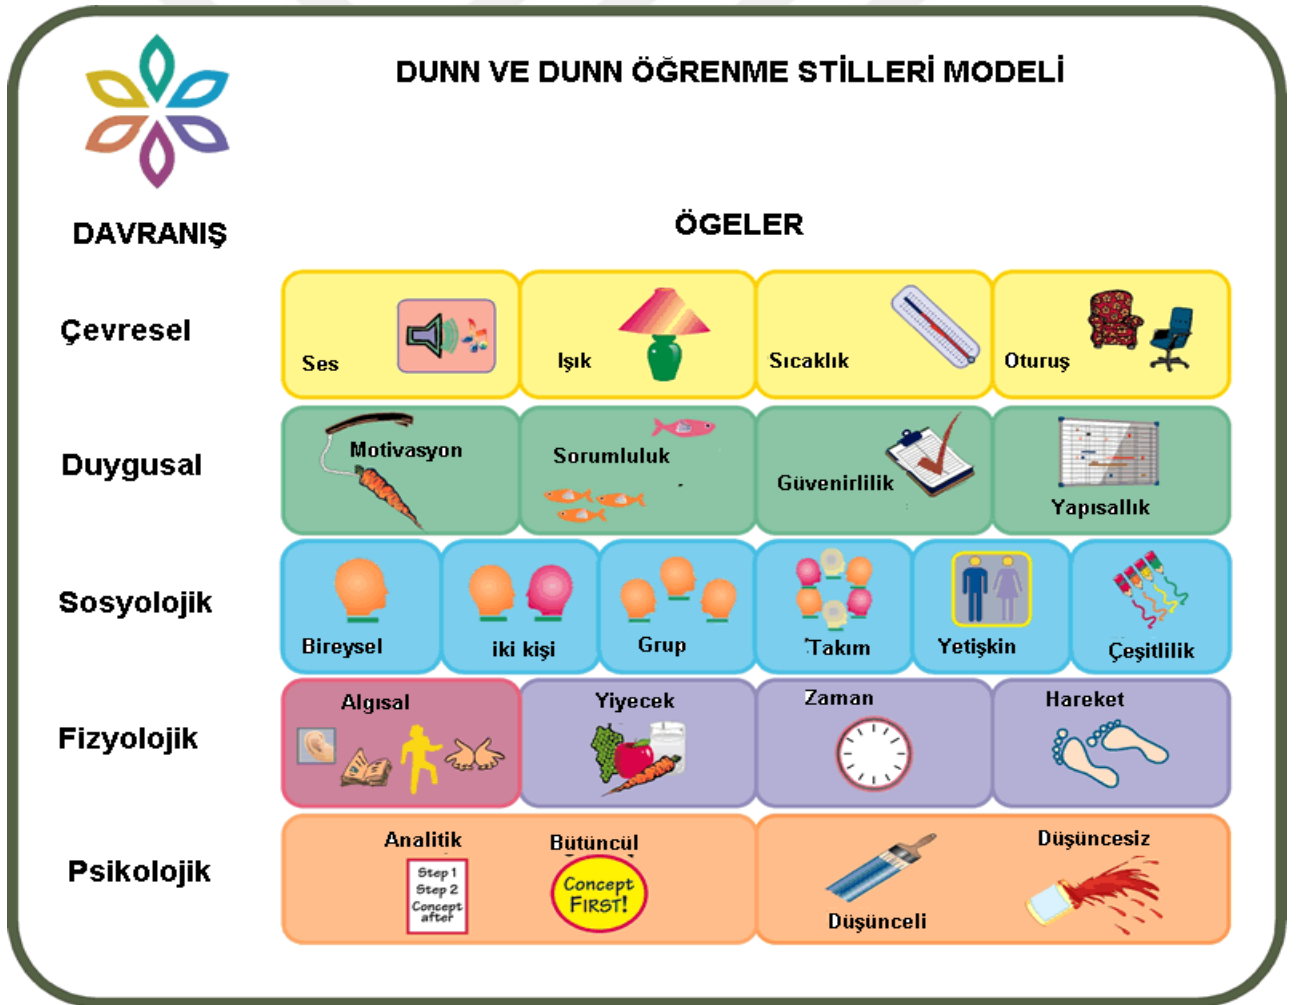 DUNN VE DUNN ÖĞRENME STİLLERİ MODELİ
DAVRANIŞ
ÖGELER
Çevresel
Ses
Işık
Sıcaklık
Oturuş
Duygusal
Motivasyon
Sorumluluk
Güvenirlilik
Yapısallık
Sosyolojik
Bireysel
iki kişi
Grup
Takım
Yetişkin
Çeşitlilik
Fizyolojik
Algısal
Yiyecek
Zaman
Hareket
Psikolojik
Analitik
Step 1
Step 2
Concept
after
Bütüncül
Concept
FIRST!
Düşünceli
Düşüncesiz